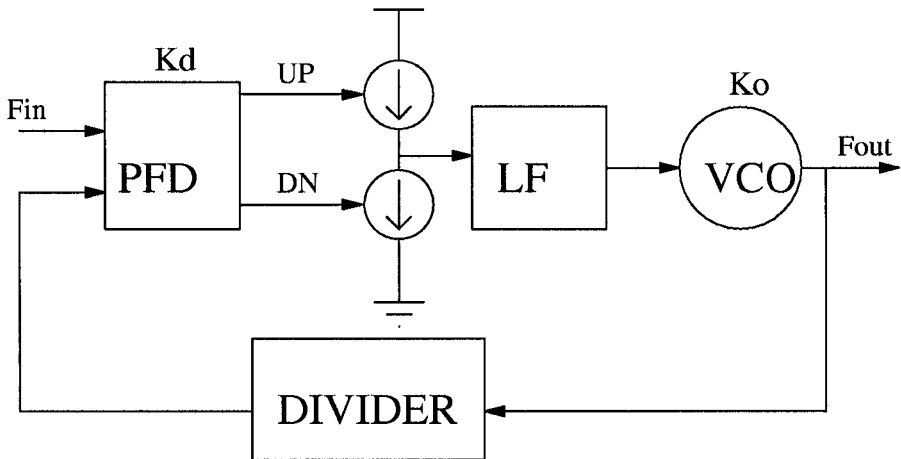 Kd
UP
Ko
Fin
PFD
DN
LF
VCO
Fout
DIVIDER